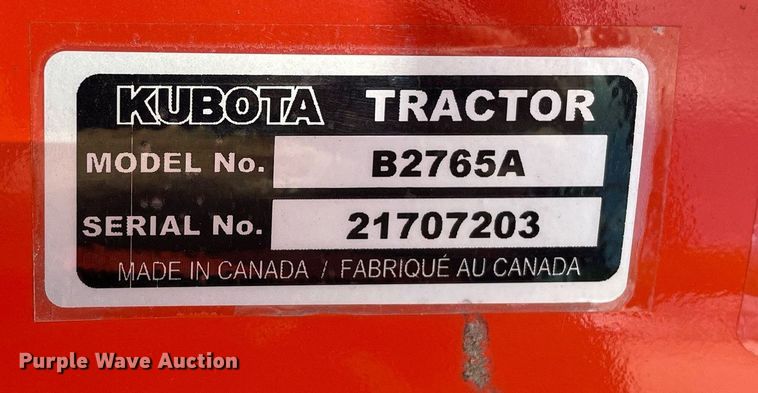 KUBOTA TRACTOR
MODEL No. B2765A
SERIAL No. 21707203
MADE IN CANADA / FABRIQUÉ AU CANADA
Purple Wave Auction